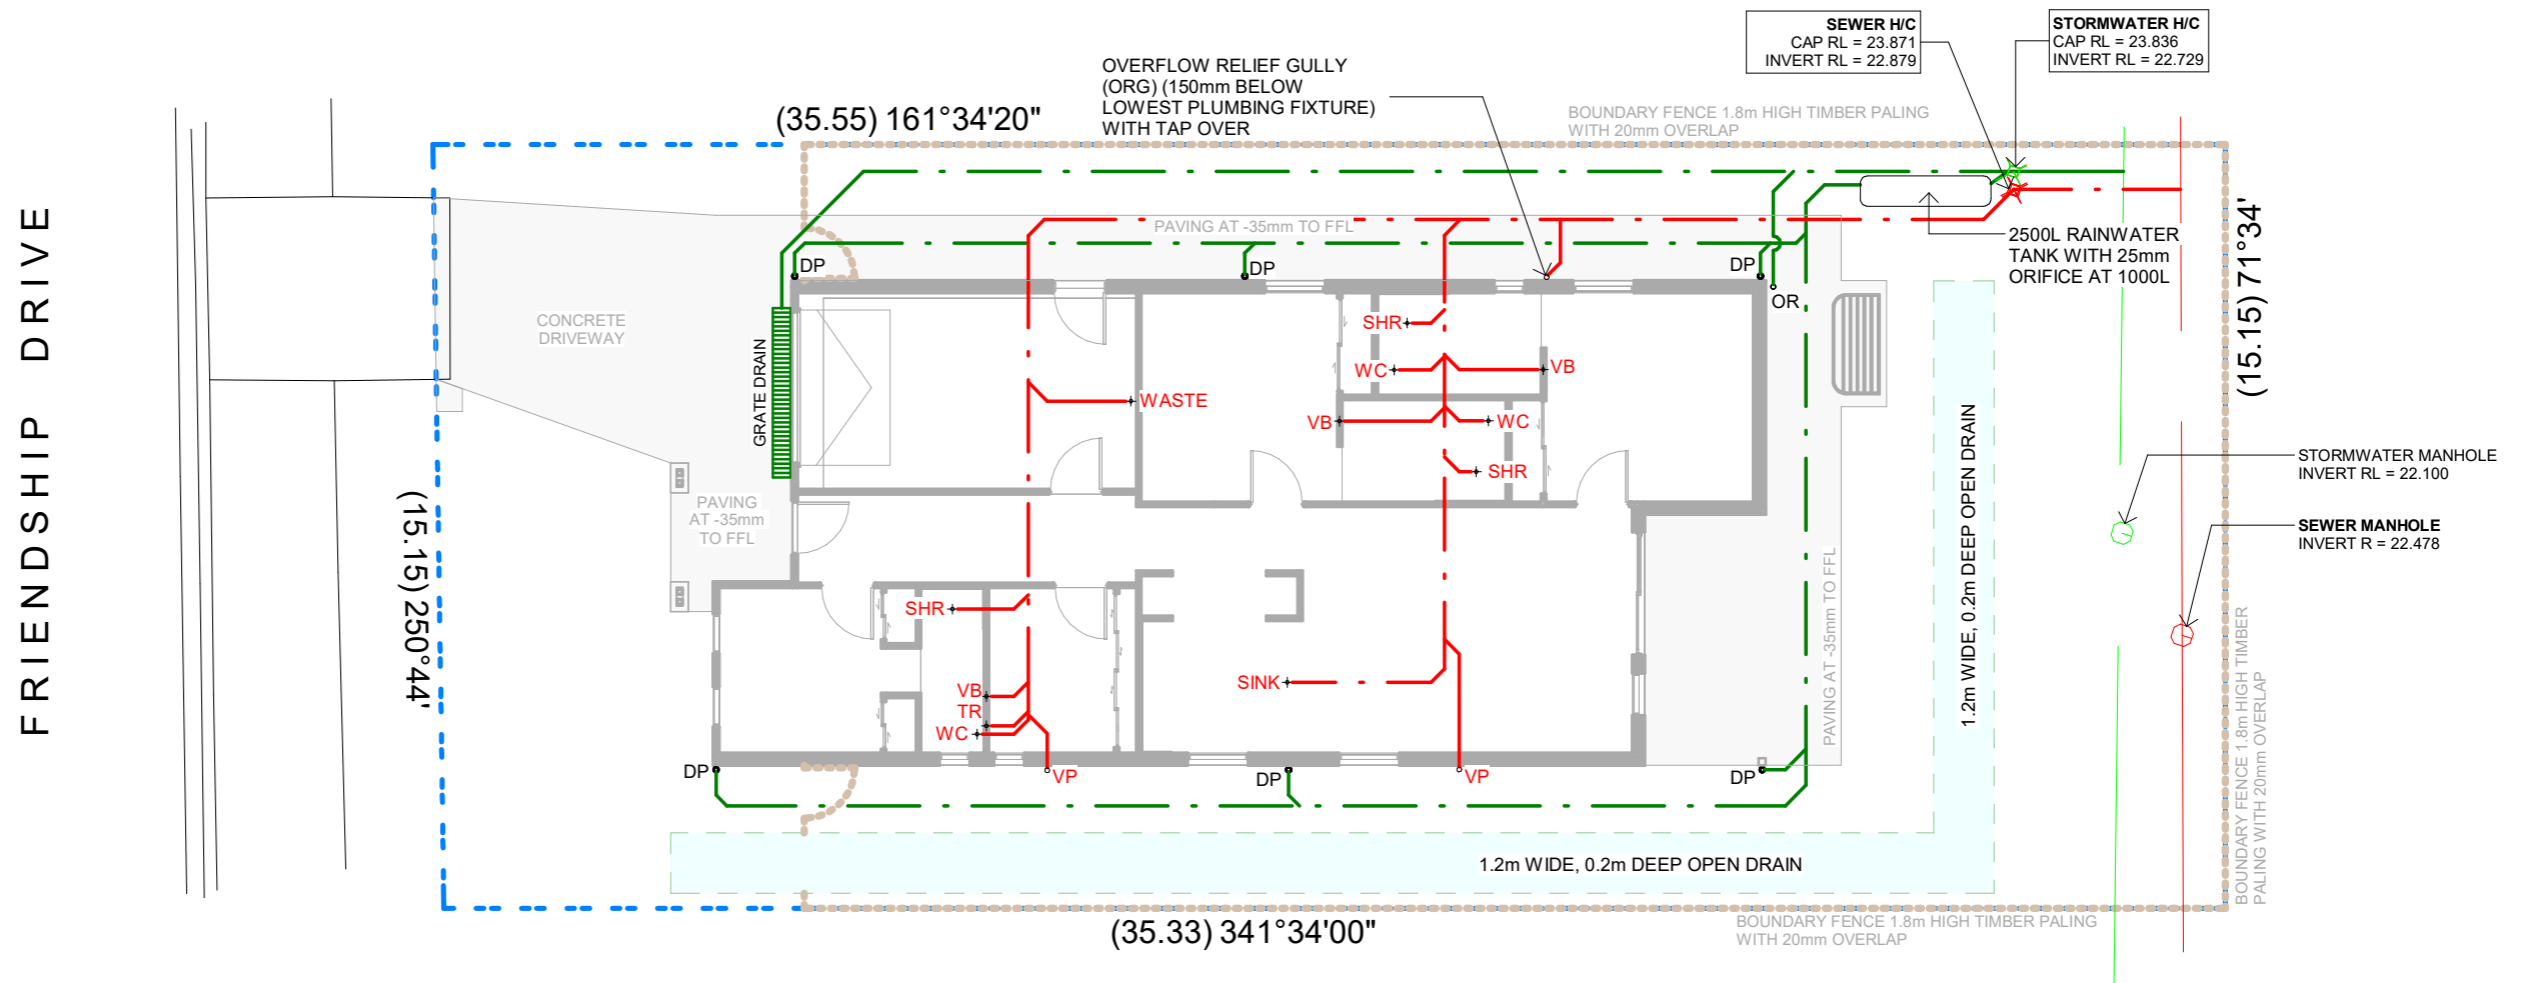 SEWER H/C
CAP RL = 23.871
INVERT RL = 22.879
STORMWATER H/C
CAP RL = 23.836
INVERT RL = 22.729
OVERFLOW RELIEF GULLY
(ORG) (150mm BELOW
LOWEST PLUMBING FIXTURE)
WITH TAP OVER
(35.55) 161°34'20"
BOUNDARY FENCE 1.8m HIGH TIMBER PALING
WITH 20mm OVERLAP
FRIENDSHIP DRIVE
PAVING AT -35mm TO FFL
2500L RAINWATER
TANK WITH 25mm
ORIFICE AT 1000L
(15.15) 71°34'
DP
DP
DP
OR
CONCRETE
DRIVEWAY
GRATE DRAIN
SHR
WC
VB
WASTE
VB
WC
SHR
STORMWATER MANHOLE
INVERT RL = 22.100
SEWER MANHOLE
INVERT R = 22.478
PAVING
AT -35mm
TO FFL
(15.15) 250°44'
1.2m WIDE, 0.2m DEEP OPEN DRAIN
PAVING AT -35mm TO FFL
SHR
VB
TR
WC
SINK
DP
VP
DP
VP
DP
BOUNDARY FENCE 1.8m HIGH TIMBER
PALING WITH 20mm OVERLAP
1.2m WIDE, 0.2m DEEP OPEN DRAIN
(35.33) 341°34'00"
BOUNDARY FENCE 1.8m HIGH TIMBER PALING
WITH 20mm OVERLAP